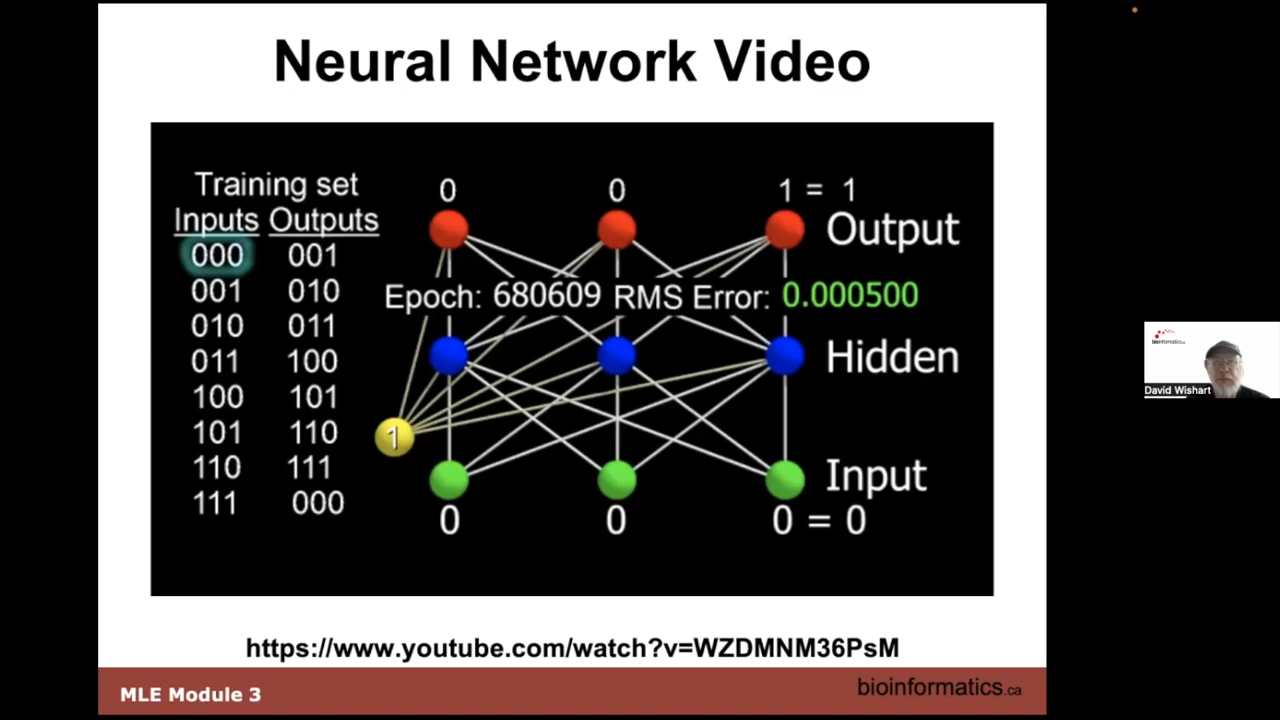 Neural Network Video
Training set
Inputs Outputs
000 001
001 010
010 011
011 100
100 101
101 110
110 111
111 000
0 0 1 = 1
Output
Epoch: 680609 RMS Error: 0.000500
Hidden
1
Input
0 0 0 = 0
https://www.youtube.com/watch?v=WZDMNM36PsM
MLE Module 3
bioinformatics.ca
bioinformatics.ca
David Wishart